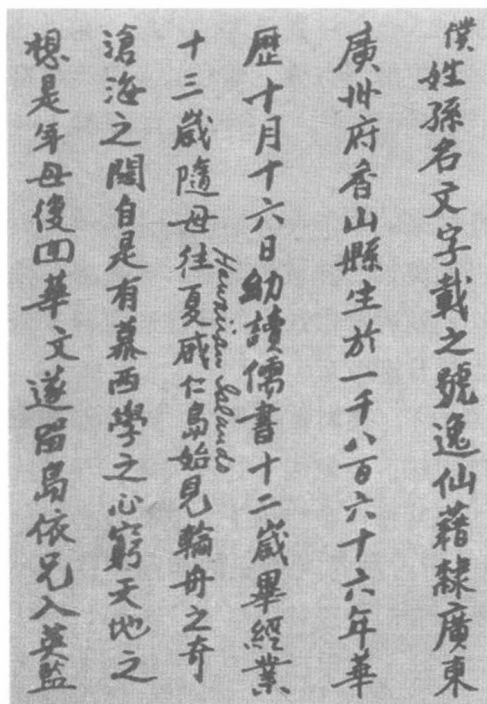 僕姓孫名文字載之號逸仙藉隸廣東
廣州府香山縣生於一千八百六十六年華
歷十月十六日幼讀儒書十二歲畢經業
十三歲隨母往夏威仁島始見輪舟之奇
Hawaiian Islands
滄海之闊自是有慕西學之心窮天地之
想是年母復回華文遂留島依兄入英監